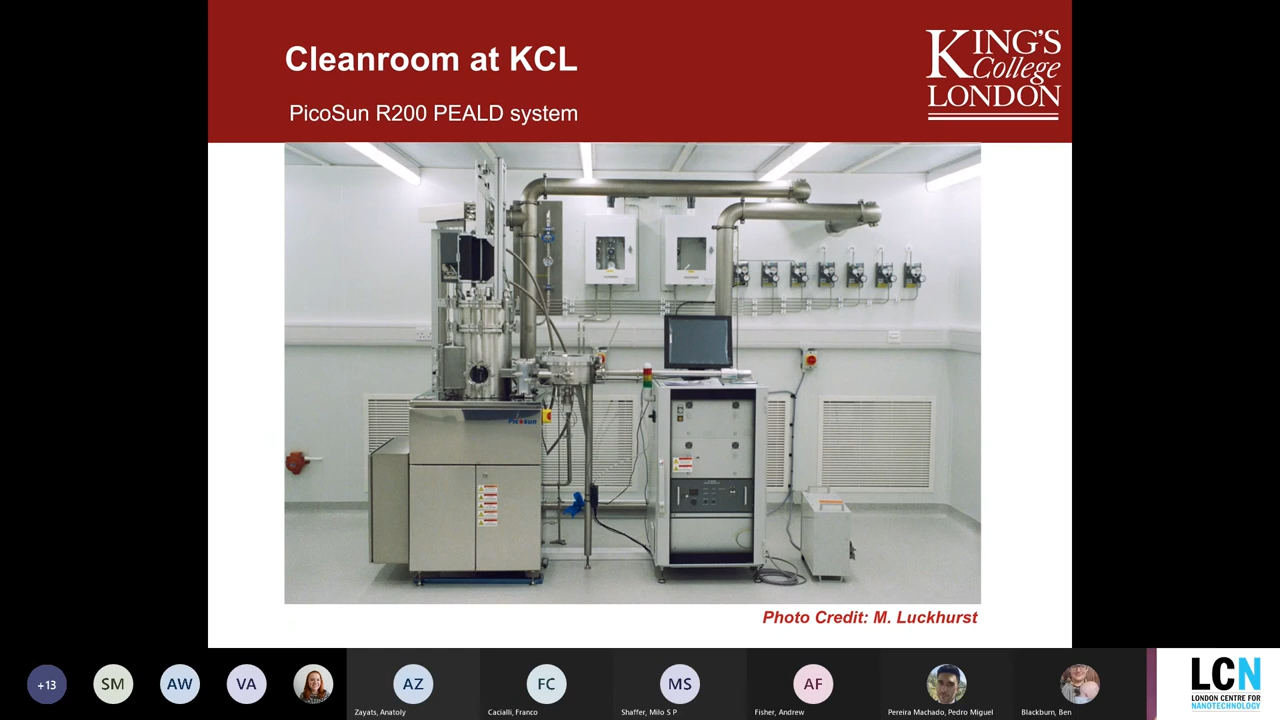 Cleanroom at KCL
PicoSun R200 PEALD system
KING'S
College
LONDON
Picosun
Photo Credit: M. Luckhurst
+13
SM
AW
VA
AZ
Zayats, Anatoly
FC
Cacialli, Franco
MS
Shaffer, Milo S P
AF
Fisher, Andrew
Pereira Machado, Pedro Miguel
Blackburn, Ben
LCN
LONDON CENTRE FOR
NANOTECHNOLOGY